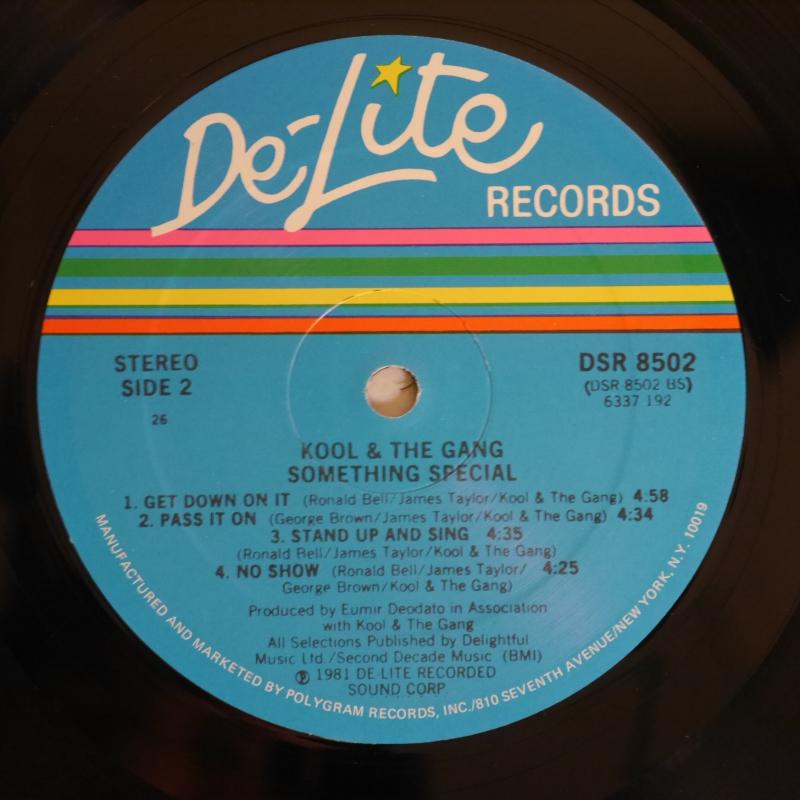 De-Lite
RECORDS
STEREO
SIDE 2
26
DSR 8502
(DSR 8502 BS)
6337 192
KOOL & THE GANG
SOMETHING SPECIAL
1. GET DOWN ON IT (Ronald Bell/James Taylor/Kool & The Gang) 4:58
2. PASS IT ON (George Brown/James Taylor/Kool & The Gang) 4:34
3. STAND UP AND SING 4:35
(Ronald Bell/James Taylor/Kool & The Gang)
4. NO SHOW (Ronald Bell/James Taylor/ 4:25
George Brown/Kool & The Gang)
Produced by Eumir Deodato in Association
with Kool & The Gang
All Selections Published by Delightful
Music Ltd./Second Decade Music (BMI)
℗ 1981 DE-LITE RECORDED
SOUND CORP.
MANUFACTURED AND MARKETED BY POLYGRAM RECORDS, INC./810 SEVENTH AVENUE/NEW YORK, N.Y. 10019